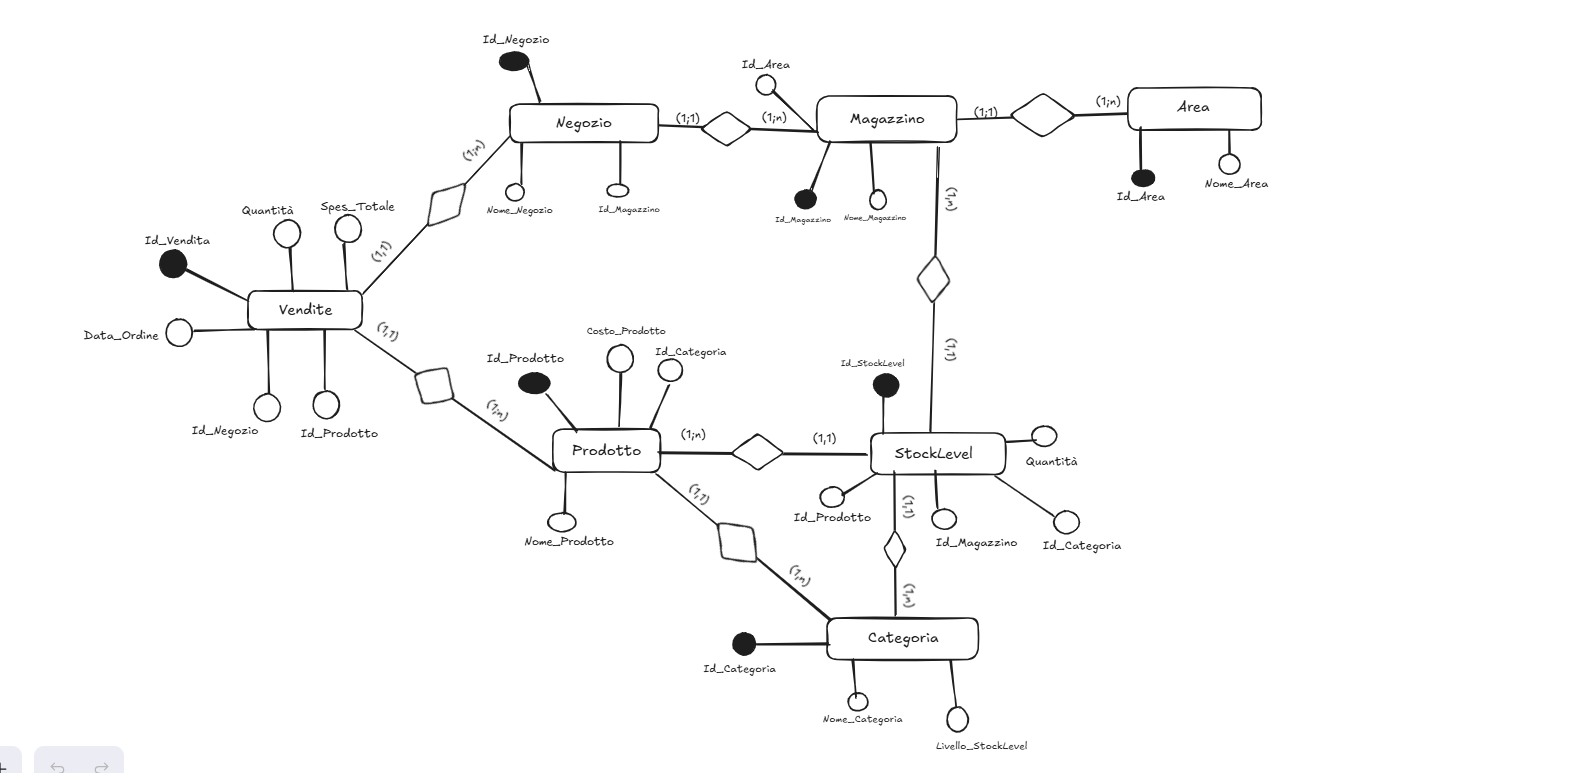 Id_Negozio
Id_Area
Negozio
(1;1)
(1;n)
Magazzino
(1;1)
(1;n)
Area
(1;n)
Nome_Negozio
Id_Magazzino
Id_Magazzino
Nome_Magazzino
(1;n)
Id_Area
Nome_Area
Quantità
Spes_Totale
Id_Vendita
(1;1)
Vendite
Data_Ordine
(1;1)
Id_Negozio
Id_Prodotto
(1;n)
Id_Prodotto
Costo_Prodotto
Id_Categoria
Id_StockLevel
(1;1)
Prodotto
(1;n)
(1;1)
StockLevel
Quantità
Nome_Prodotto
(1;1)
Id_Prodotto
(1;1)
Id_Magazzino
Id_Categoria
(1;n)
(1;n)
Categoria
Id_Categoria
Nome_Categoria
Livello_StockLevel